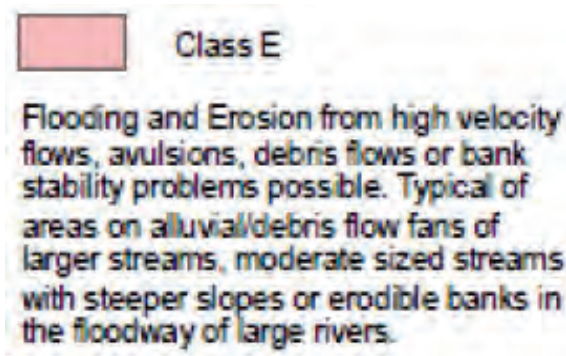 Class E
Flooding and Erosion from high velocity
flows, avulsions, debris flows or bank
stability problems possible. Typical of
areas on alluvial/debris flow fans of
larger streams, moderate sized streams
with steeper slopes or erodible banks in
the floodway of large rivers.